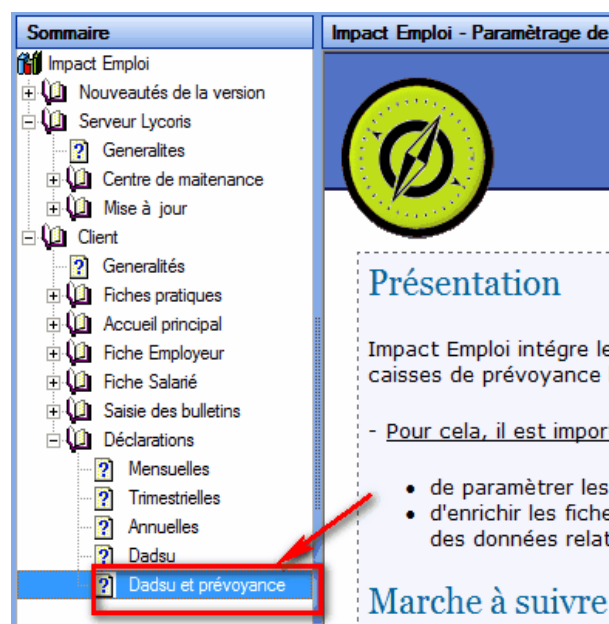 Sommaire
Impact Emploi
Nouveautés de la version
Serveur Lycoris
Generalites
Centre de maitenance
Mise à jour
Client
Generalités
Fiches pratiques
Accueil principal
Fiche Employeur
Fiche Salarié
Saisie des bulletins
Déclarations
Mensuelles
Trimestrielles
Annuelles
Dadsu
Dadsu et prévoyance
Impact Emploi - Paramètrage de
Présentation
Impact Emploi intégre le
caisses de prévoyance
- Pour cela, il est impor
• de paramètrer les
• d'enrichir les fiche
des données relat
Marche à suivre